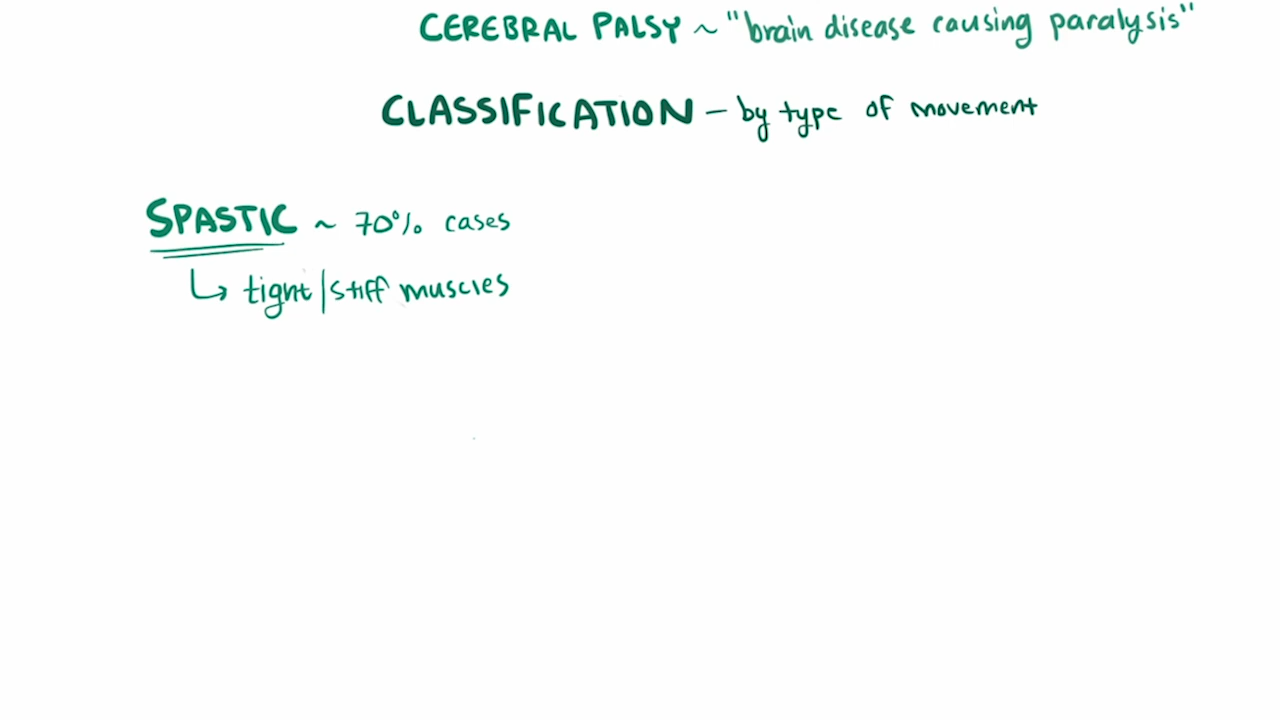 CEREBRAL PALSY ~ "brain disease causing paralysis"
CLASSIFICATION - by type of movement
SPASTIC ~ 70% cases
↳ tight/stiff muscles